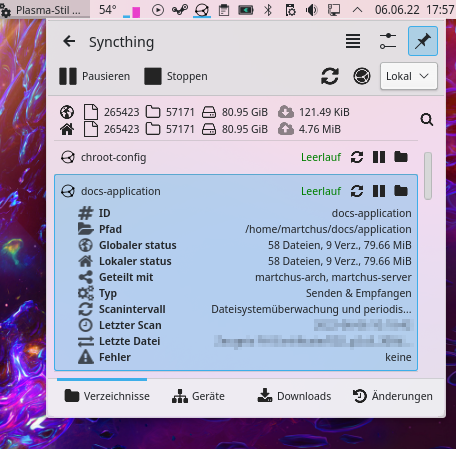 Plasma-Stil ... 54° 06.06.22 17:57
Syncthing
Pausieren Stoppen Lokal
265423 57171 80.95 GiB 121.49 KiB
265423 57171 80.95 GiB 4.76 MiB
chroot-config Leerlauf
docs-application Leerlauf
ID docs-application
Pfad /home/martchus/docs/application
Globaler status 58 Dateien, 9 Verz., 79.66 MiB
Lokaler status 58 Dateien, 9 Verz., 79.66 MiB
Geteilt mit martchus-arch, martchus-server
Typ Senden & Empfangen
Scanintervall Dateisystemüberwachung und periodis...
Letzter Scan
Letzte Datei
Fehler keine
Verzeichnisse Geräte Downloads Änderungen